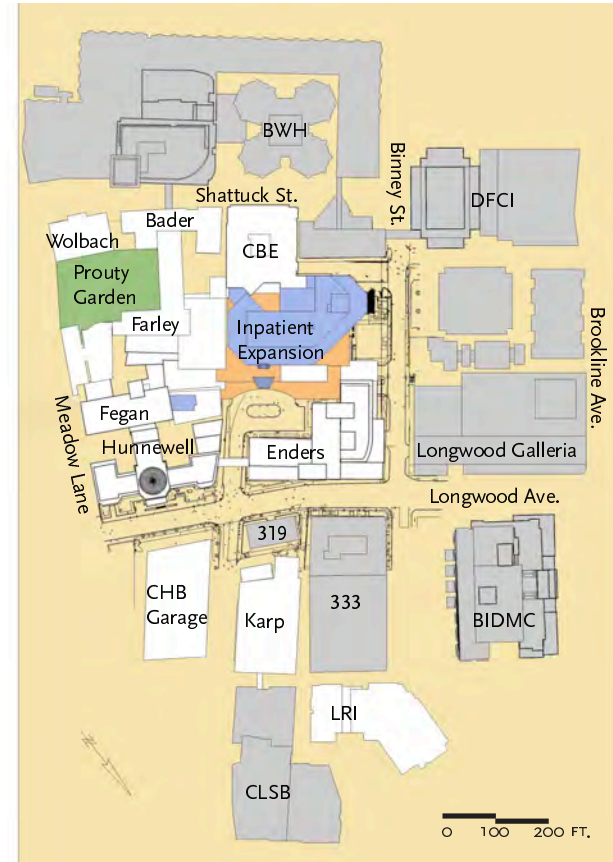 BWH
Binney St.
DFCI
Shattuck St.
Bader
Wolbach
CBE
Prouty
Garden
Farley
Inpatient
Expansion
Brookline Ave.
Meadow Lane
Fegan
Hunnewell
Enders
Longwood Galleria
Longwood Ave.
319
CHB
Garage
Karp
333
BIDMC
LRI
CLSB
0 100 200 FT.